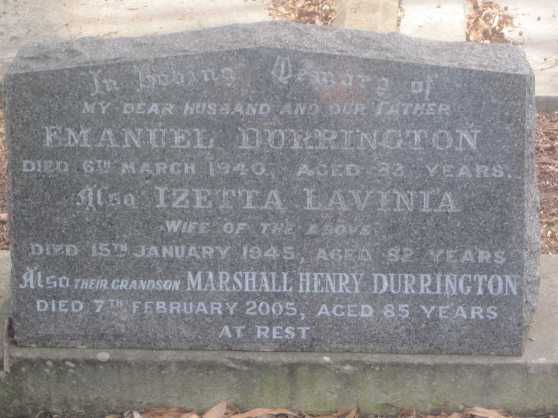 In Loving Memory of
MY DEAR HUSBAND AND OUR FATHER
EMANUEL DURRINGTON
DIED 6TH MARCH 1940, AGED 83 YEARS.
Also IZETTA LAVINIA
WIFE OF THE ABOVE
DIED 15TH JANUARY 1945, AGED 82 YEARS
Also THEIR GRANDSON MARSHALL HENRY DURRINGTON
DIED 7TH FEBRUARY 2005, AGED 85 YEARS
AT REST